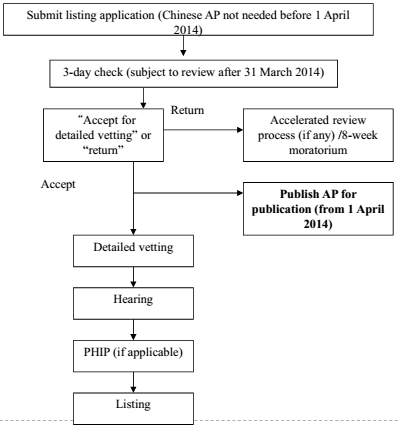 Submit listing application (Chinese AP not needed before 1 April
2014)
3-day check (subject to review after 31 March 2014)
Return
“Accept for
detailed vetting” or
“return”
Accelerated review
process (if any) /8-week
moratorium
Accept
Publish AP for
publication (from 1 April
2014)
Detailed vetting
Hearing
PHIP (if applicable)
Listing